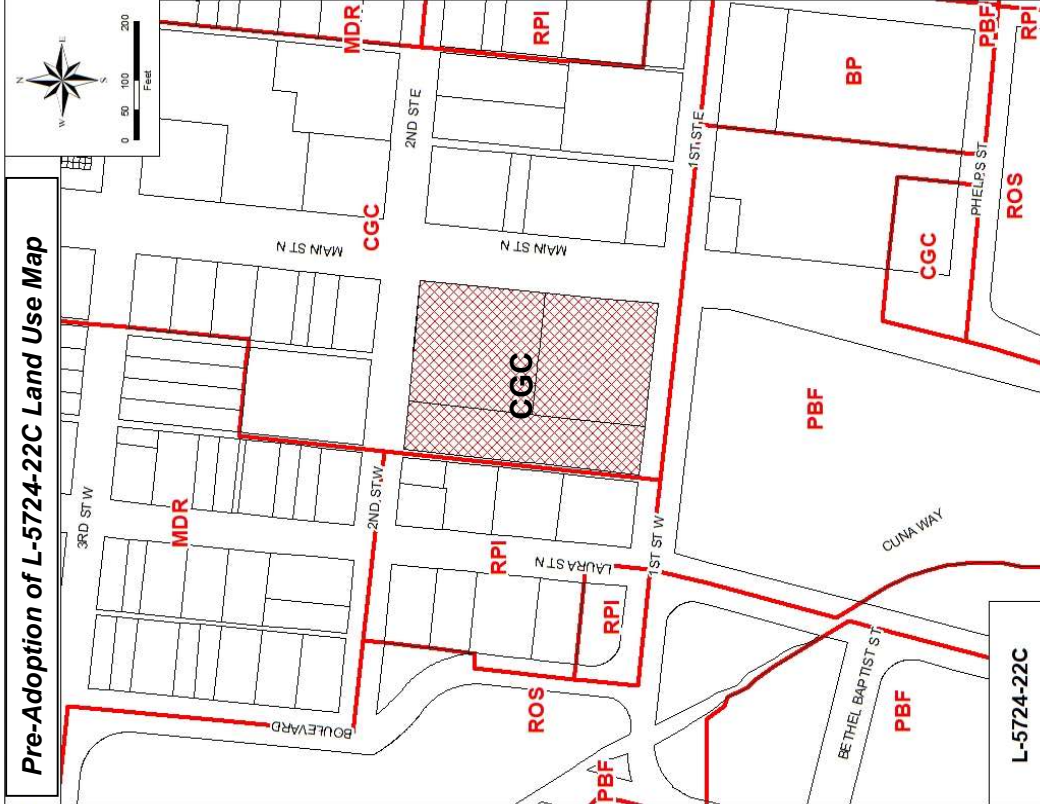 Pre-Adoption of L-5724-22C Land Use Map
N
W
E
S
0 50 100 200
Feet
MDR
RPI
PBF
RPI
BP
2ND ST E
1ST ST E
PHELPS ST
ROS
CGC
MAIN ST N
MAIN ST N
CGC
CGC
3RD ST W
MDR
2ND ST W
RPI
LAURA ST N
1ST ST W
RPI
PBF
CUNA WAY
BOULEVARD
ROS
PBF
BETHEL BAPTIST ST
PBF
L-5724-22C